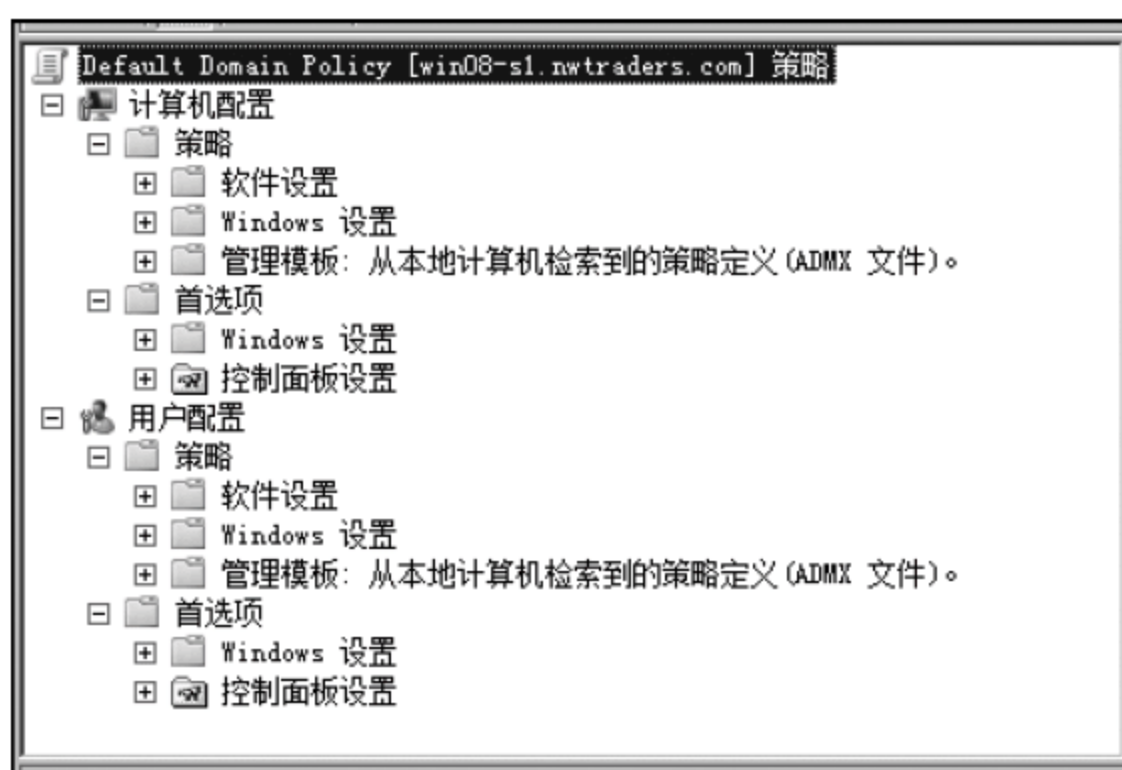 Default Domain Policy [win08-s1.nwtraders.com] 策略
计算机配置
策略
软件设置
Windows 设置
管理模板: 从本地计算机检索到的策略定义(ADMX 文件)。
首选项
Windows 设置
控制面板设置
用户配置
策略
软件设置
Windows 设置
管理模板: 从本地计算机检索到的策略定义(ADMX 文件)。
首选项
Windows 设置
控制面板设置